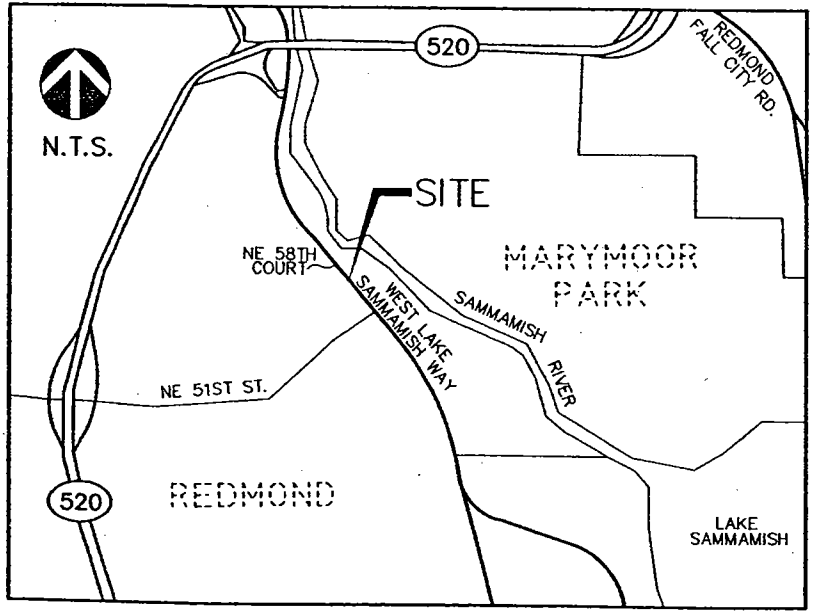 520
REDMOND
FALL CITY RD.
N.T.S.
SITE
NE 58TH
COURT
MARYMOOR
PARK
WEST LAKE
SAMMAMISH WAY
SAMMAMISH
RIVER
NE 51ST ST.
520
REDMOND
LAKE
SAMMAMISH